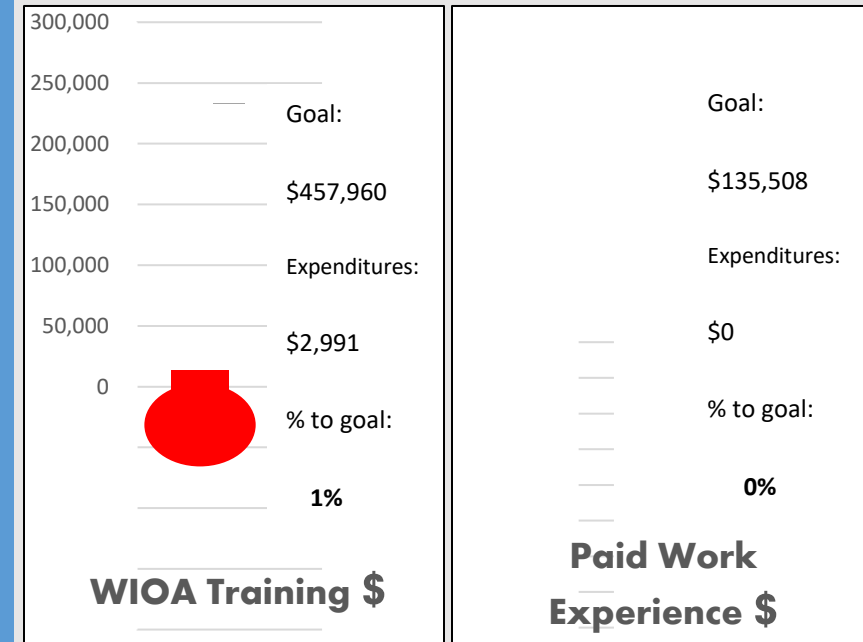 300,000
250,000
200,000
150,000
100,000
50,000
0
Goal:
$457,960
Expenditures:
$2,991
% to goal:
1%
WIOA Training $
Goal:
$135,508
Expenditures:
$0
% to goal:
0%
Paid Work
Experience $